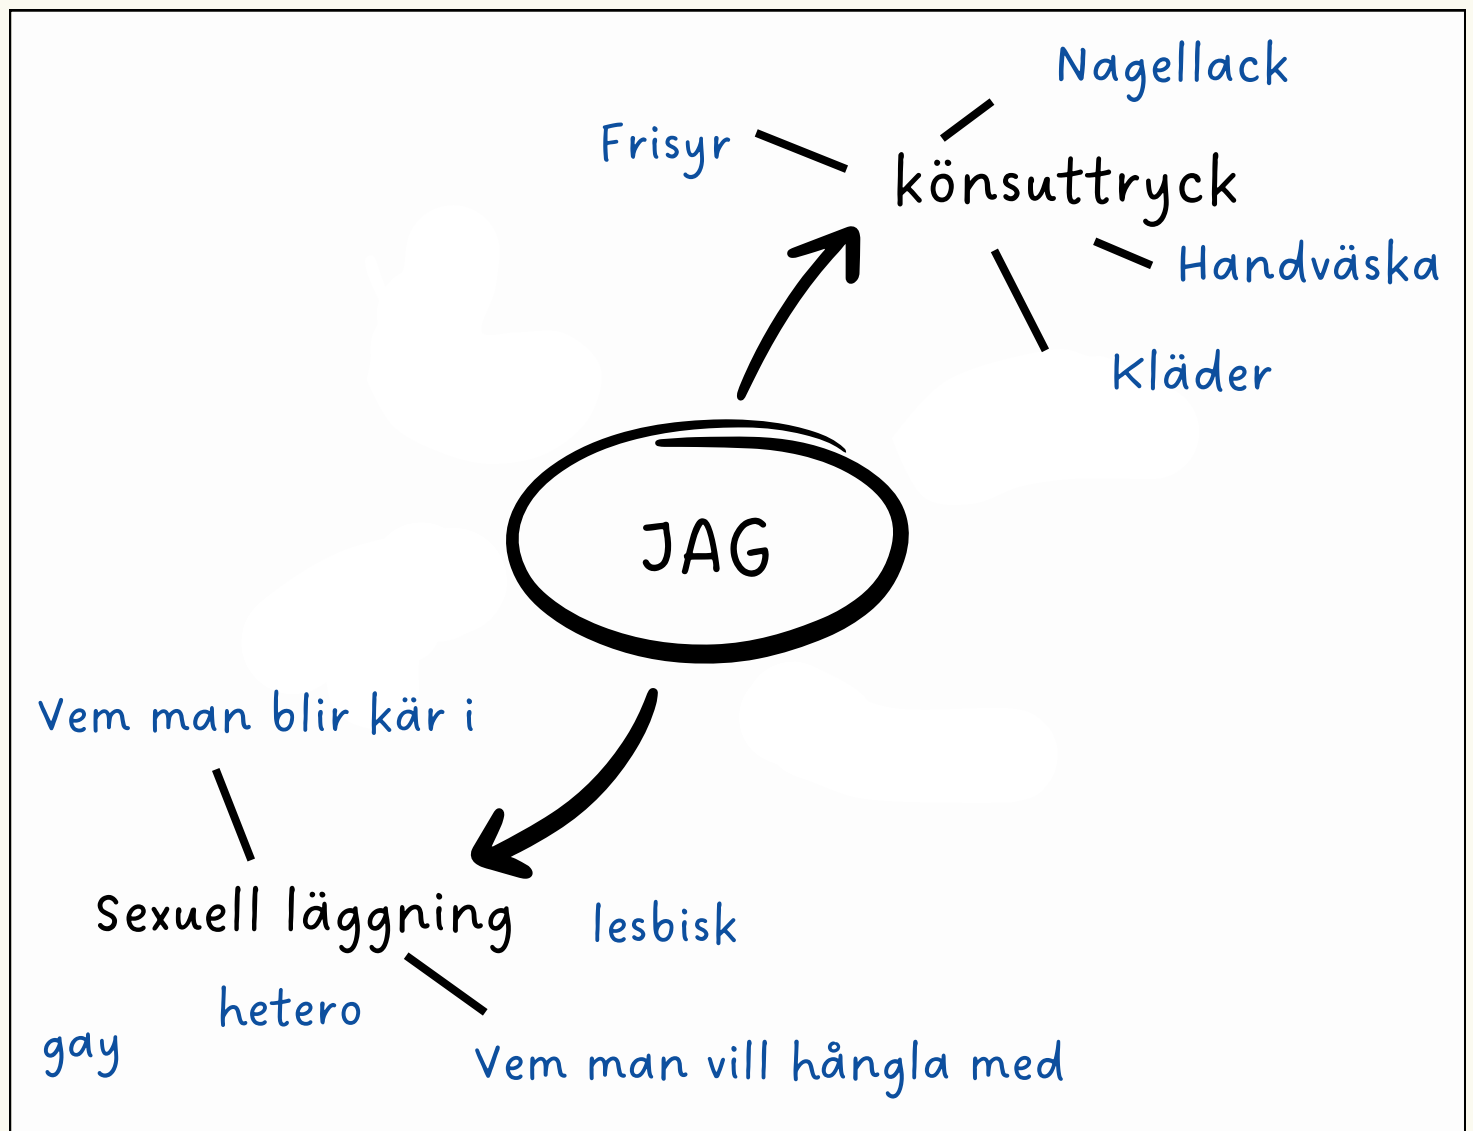 Nagellack
Frisyr
könsuttryck
Handväska
Kläder
JAG
Vem man blir kär i
Sexuell läggning
lesbisk
hetero
gay
Vem man vill hångla med